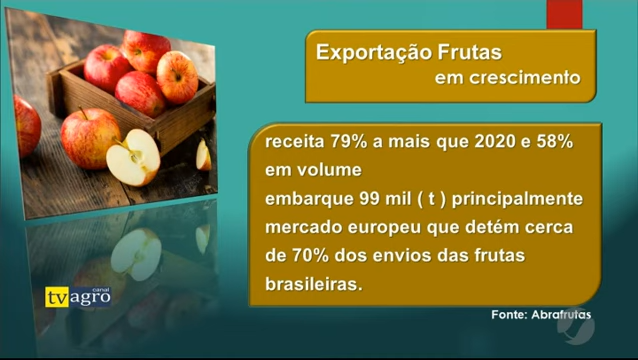 Exportação Frutas
em crescimento
receita 79% a mais que 2020 e 58%
em volume
embarque 99 mil ( t ) principalmente
mercado europeu que detém cerca
de 70% dos envios das frutas
brasileiras.
canal
tv agro
Fonte: Abrafrutas